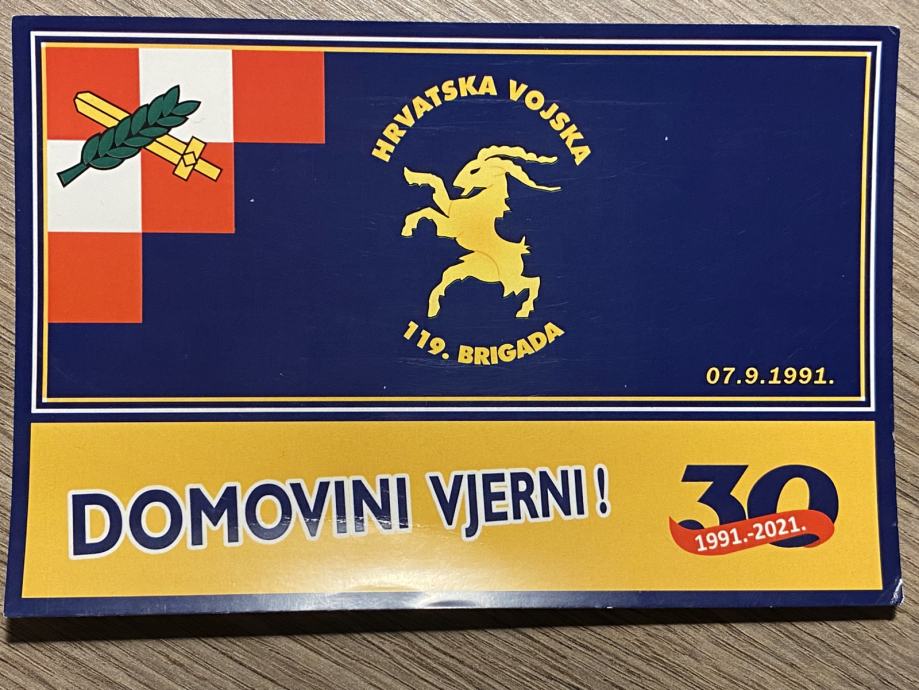 HRVATSKA VOJSKA
119. BRIGADA
07.9.1991.
DOMOVINI VJERNI!
30
1991.-2021.